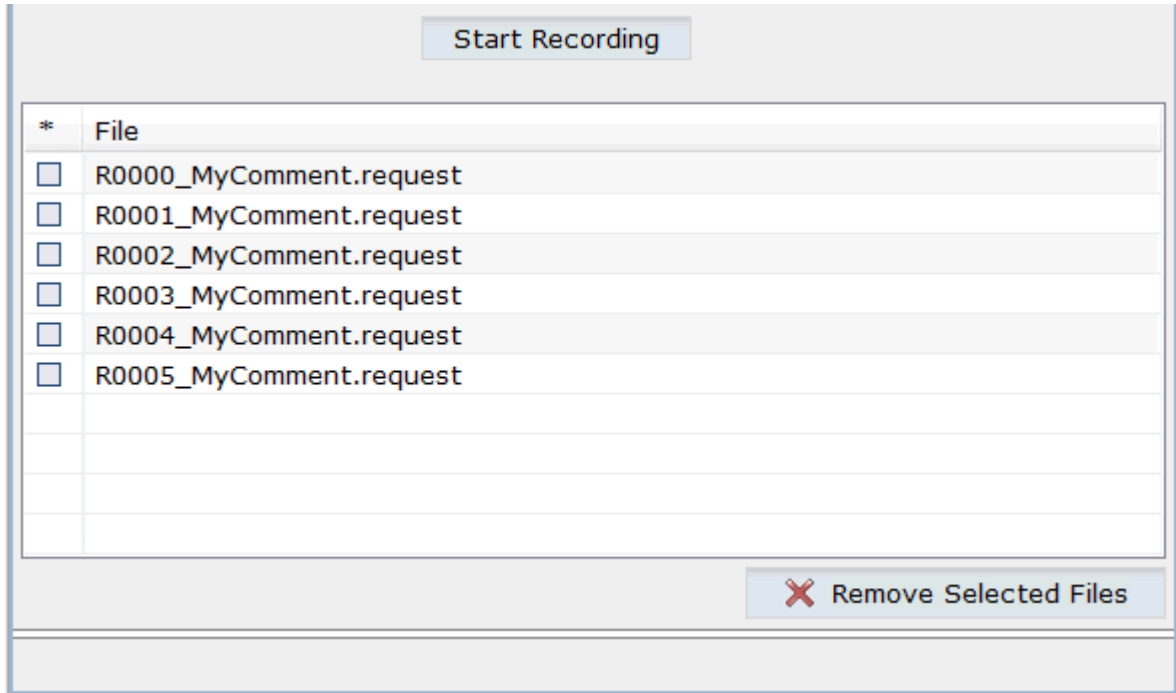 Start Recording
* File
R0000_MyComment.request
R0001_MyComment.request
R0002_MyComment.request
R0003_MyComment.request
R0004_MyComment.request
R0005_MyComment.request
Remove Selected Files